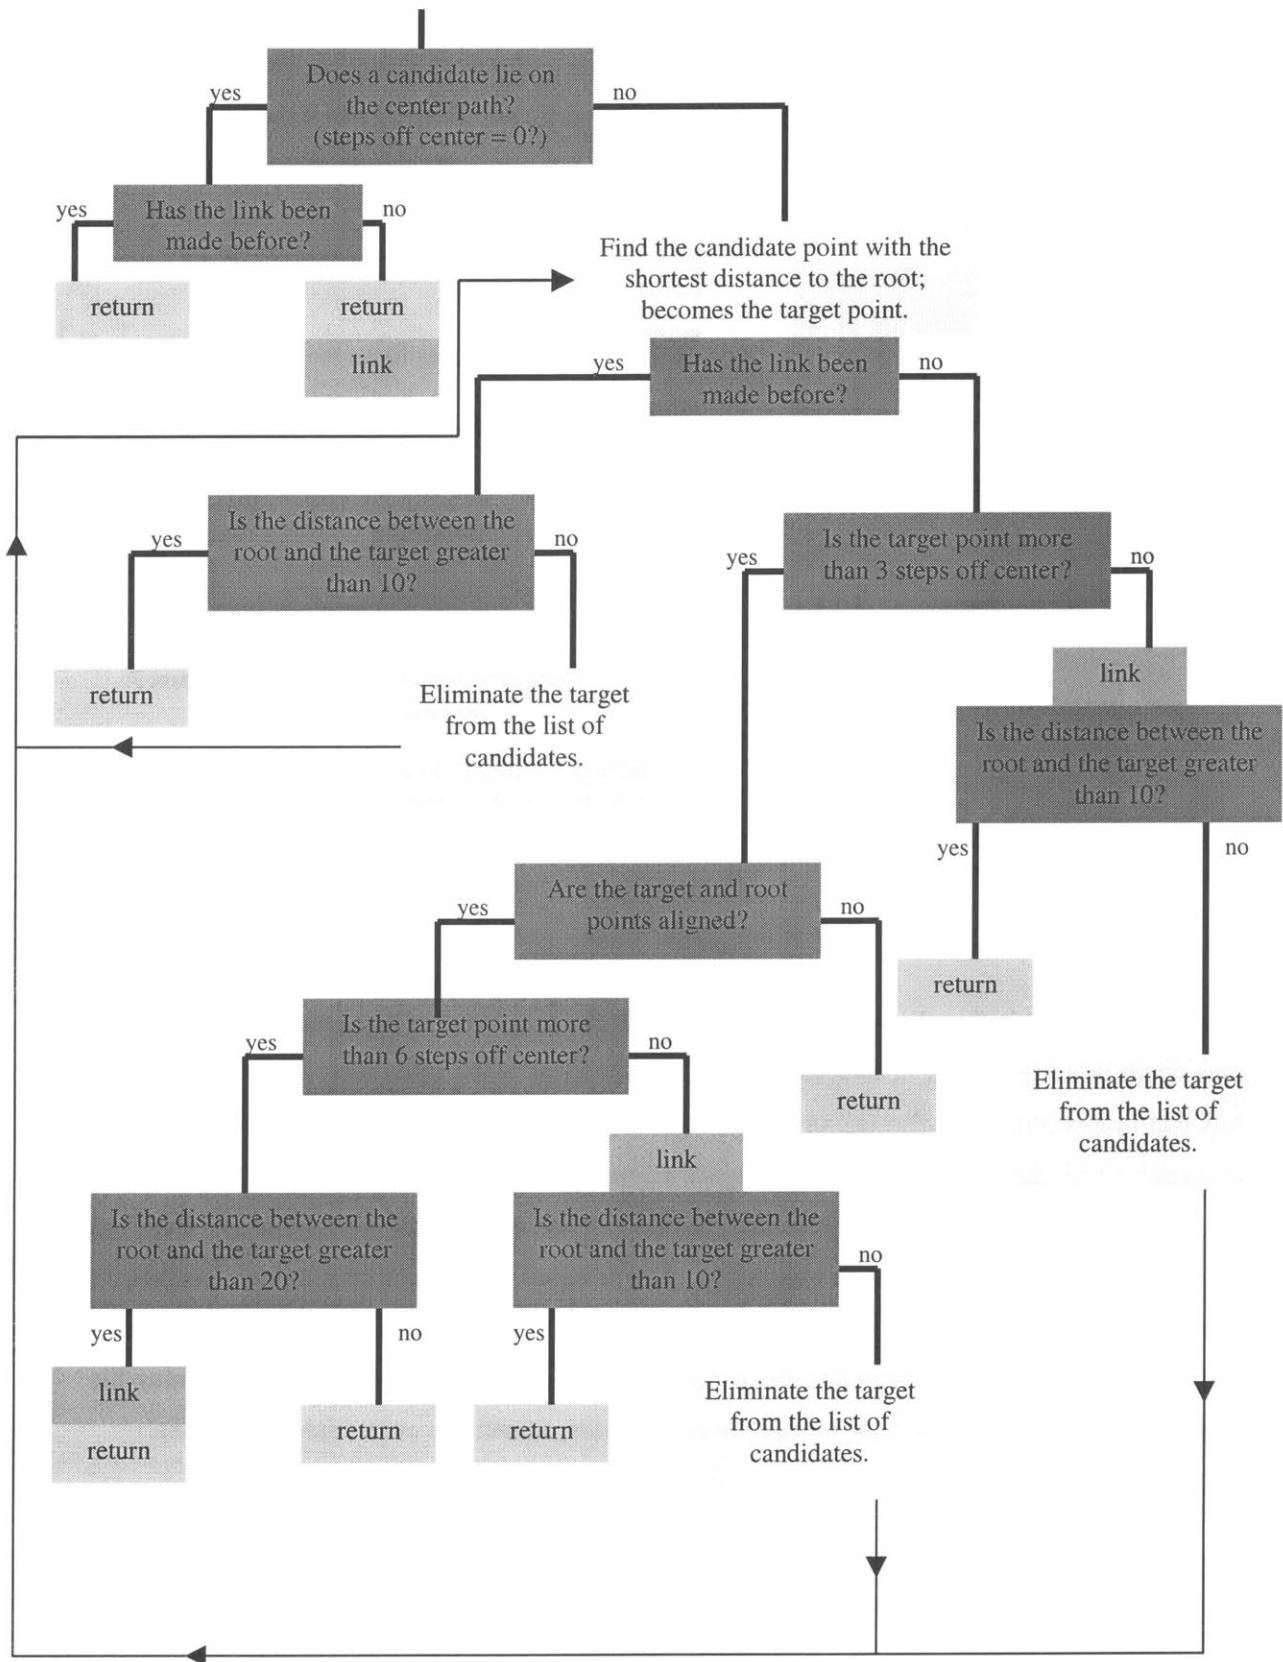 Does a candidate lie on
the center path?
(steps off center = 0?)
yes
no
Has the link been
made before?
yes
no
return
return
link
Find the candidate point with the
shortest distance to the root;
becomes the target point.
Has the link been
made before?
yes
no
Is the distance between the
root and the target greater
than 10?
yes
no
return
Eliminate the target
from the list of
candidates.
Is the target point more
than 3 steps off center?
yes
no
link
Is the distance between the
root and the target greater
than 10?
yes
no
return
Eliminate the target
from the list of
candidates.
Are the target and root
points aligned?
yes
no
return
Is the target point more
than 6 steps off center?
yes
no
link
Is the distance between the
root and the target greater
than 20?
yes
no
link
return
return
Is the distance between the
root and the target greater
than 10?
yes
no
return
Eliminate the target
from the list of
candidates.